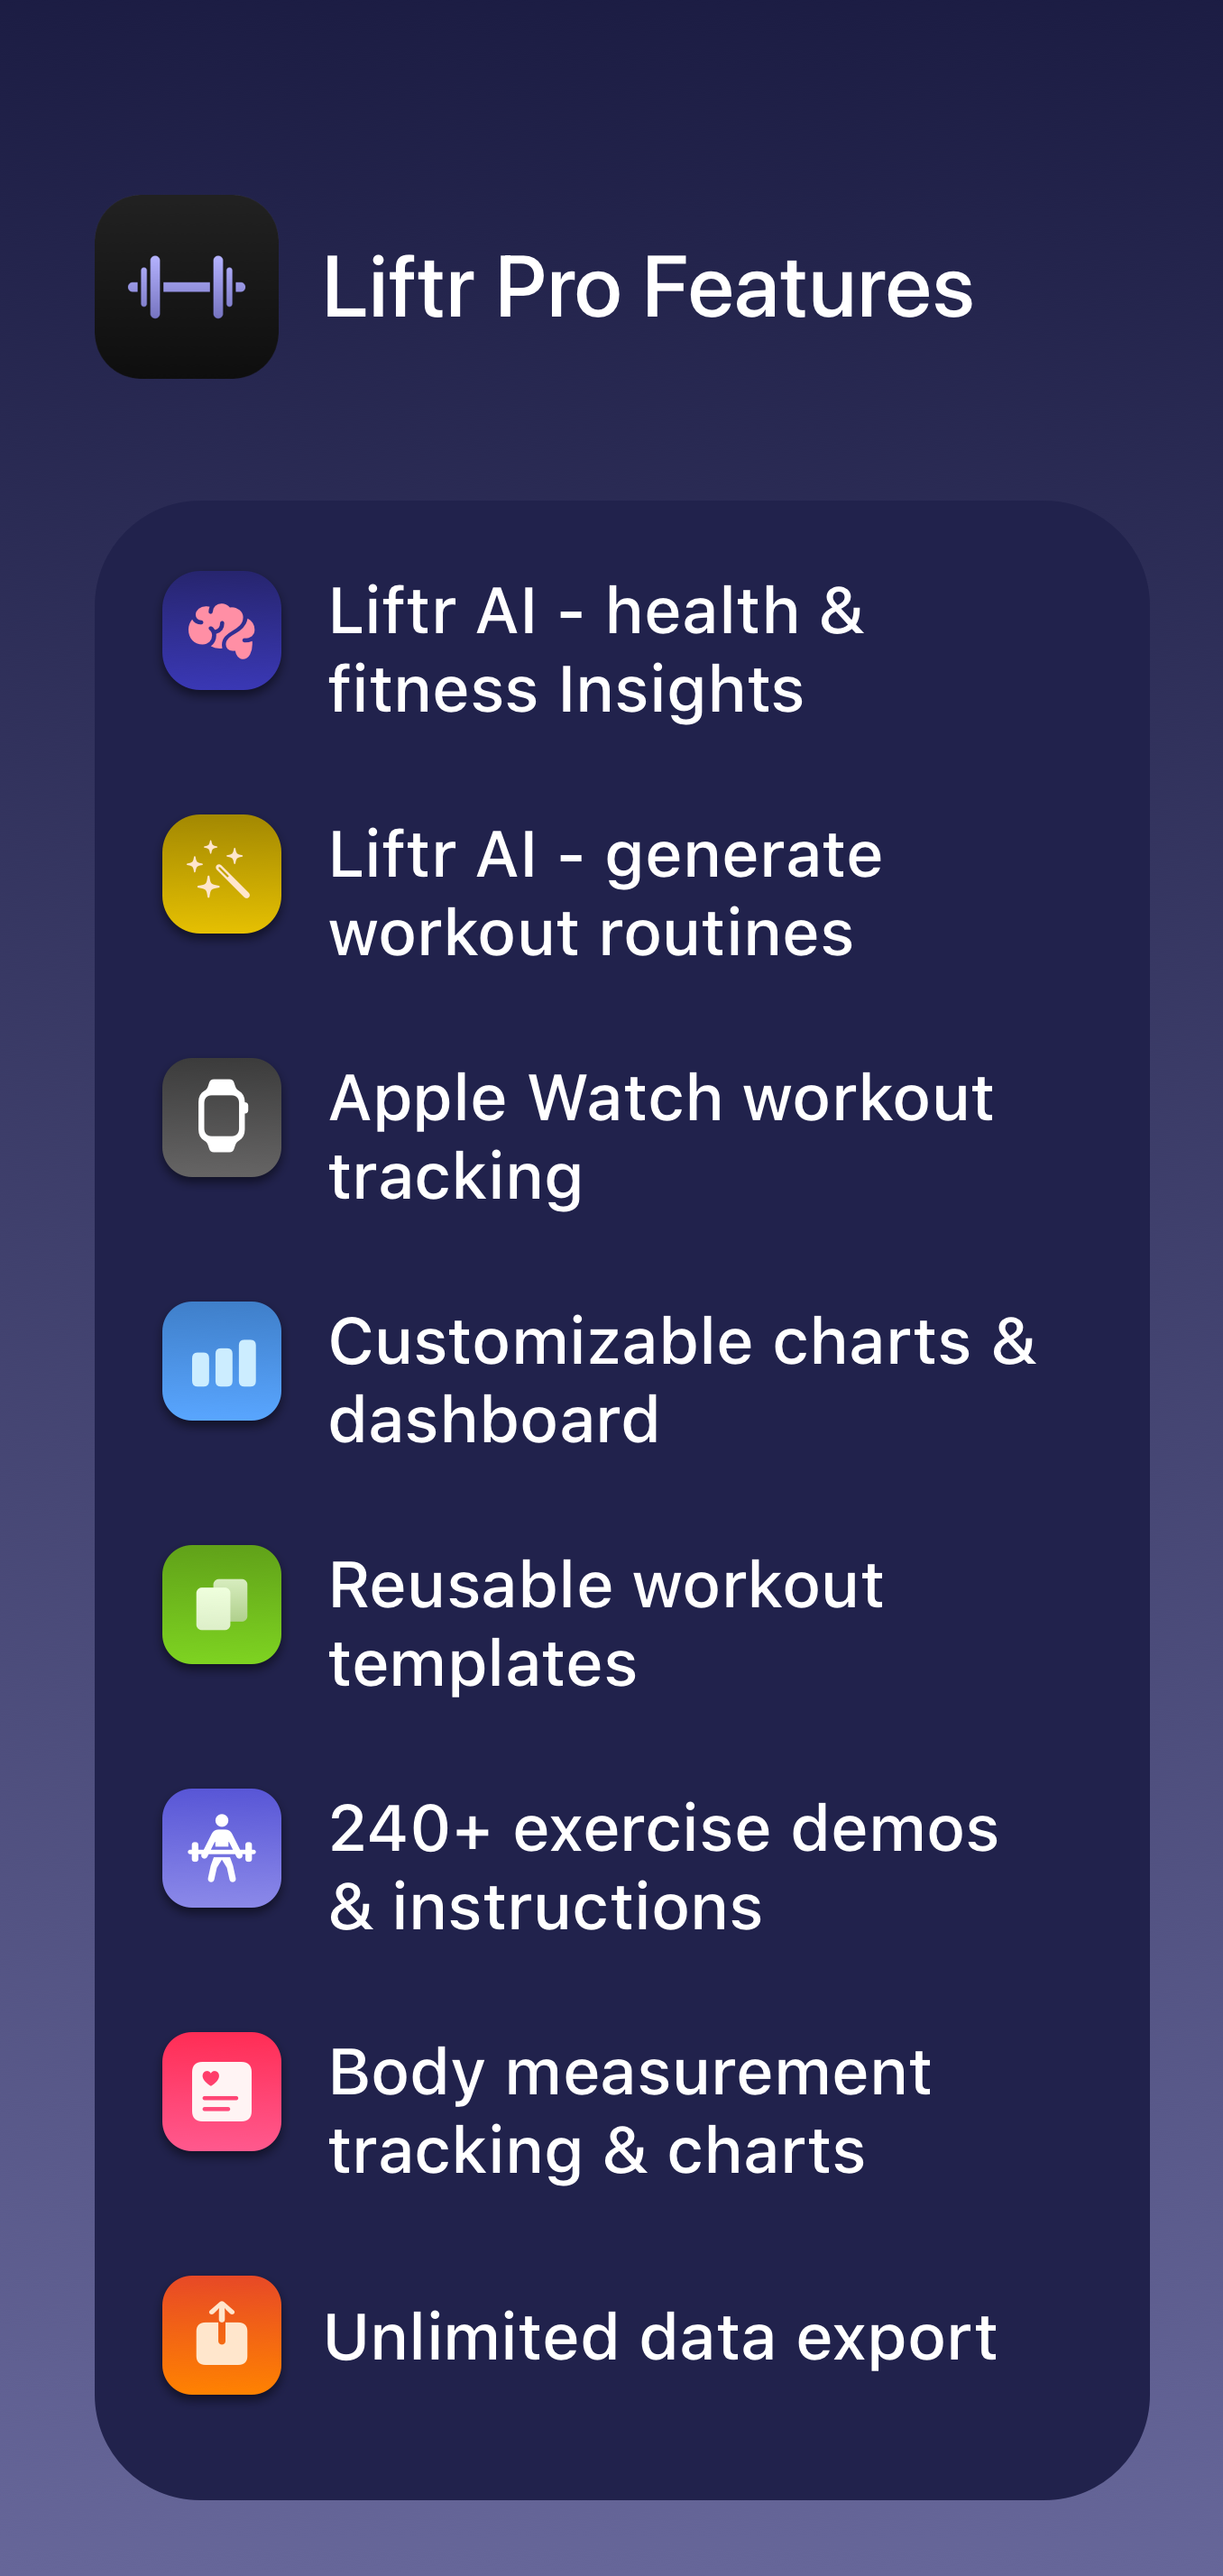 Liftr Pro Features
Liftr AI - health &
fitness Insights
Liftr AI - generate
workout routines
Apple Watch workout
tracking
Customizable charts &
dashboard
Reusable workout
templates
240+ exercise demos
& instructions
Body measurement
tracking & charts
Unlimited data export